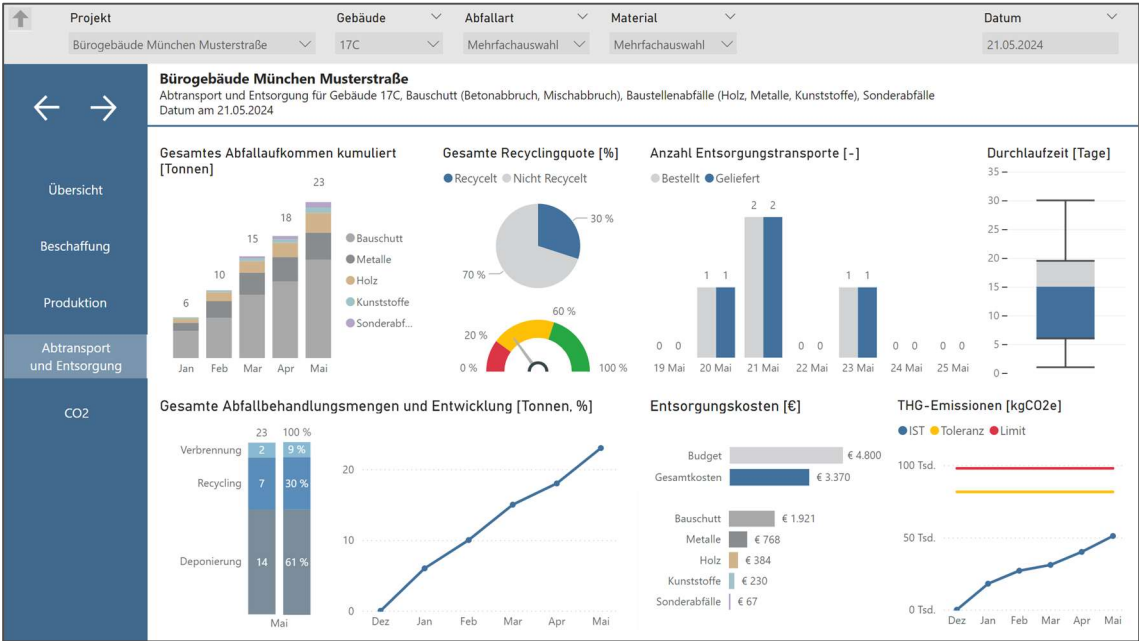 Projekt
Gebäude
Abfallart
Material
Datum
Bürogebäude München Musterstraße
17C
Mehrfachauswahl
Mehrfachauswahl
21.05.2024
Bürogebäude München Musterstraße
Abtransport und Entsorgung für Gebäude 17C, Bauschutt (Betonabbruch, Mischabbruch), Baustellenabfälle (Holz, Metalle, Kunststoffe), Sonderabfälle
Datum am 21.05.2024
Übersicht
Beschaffung
Produktion
Abtransport
und Entsorgung
CO2
Gesamtes Abfallaufkommen kumuliert
[Tonnen]
23
18
15
10
6
Bauschutt
Metalle
Holz
Kunststoffe
Sonderabf...
Jan Feb Mar Apr Mai
Gesamte Recyclingquote [%]
Recycelt Nicht Recycelt
30 %
70 %
60 %
20 %
0 % 100 %
Anzahl Entsorgungstransporte [-]
Bestellt Geliefert
2 2
1 1 1 1
0 0 0 0 0 0 0 0
19 Mai 20 Mai 21 Mai 22 Mai 23 Mai 24 Mai 25 Mai
Durchlaufzeit [Tage]
35
30
25
20
15
10
5
0
Gesamte Abfallbehandlungsmengen und Entwicklung [Tonnen, %]
23 100 %
Verbrennung 2 9 %
Recycling 7 30 %
Deponierung 14 61 %
Mai
20
10
0
Dez Jan Feb Mar Apr Mai
Entsorgungskosten [€]
Budget € 4.800
Gesamtkosten € 3.370
Bauschutt € 1.921
Metalle € 768
Holz € 384
Kunststoffe € 230
Sonderabfälle € 67
THG-Emissionen [kgCO2e]
IST Toleranz Limit
100 Tsd.
50 Tsd.
0 Tsd.
Dez Jan Feb Mar Apr Mai